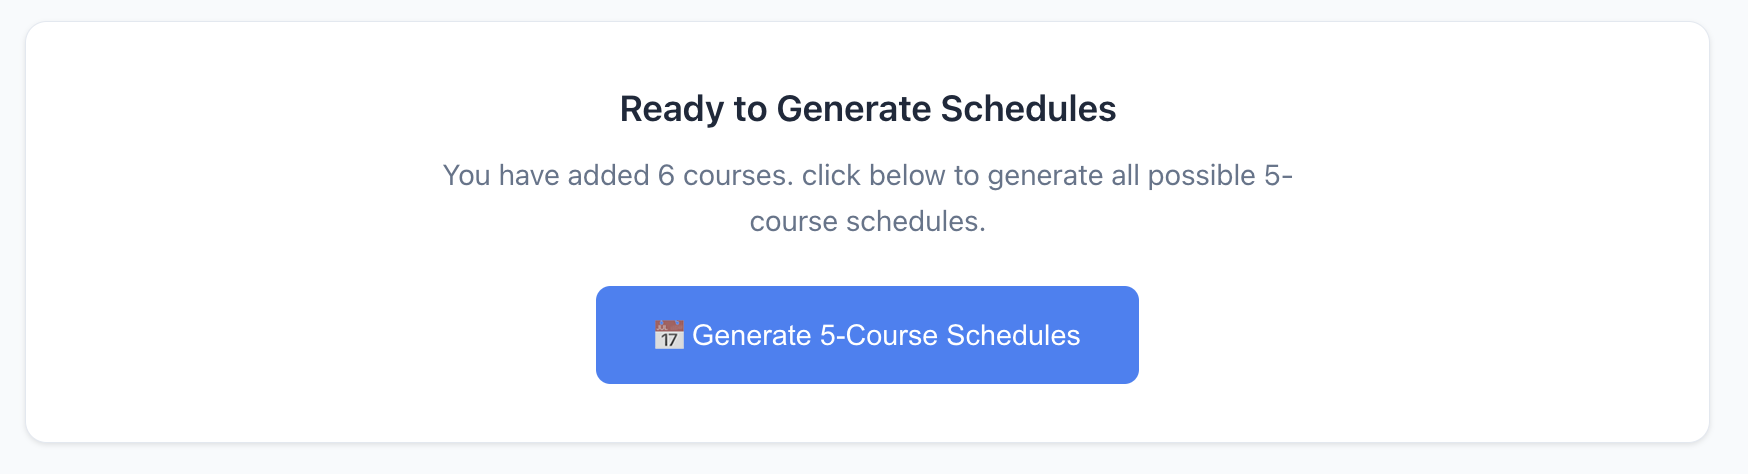 Ready to Generate Schedules
You have added 6 courses. click below to generate all possible 5-
course schedules.
📅 Generate 5-Course Schedules